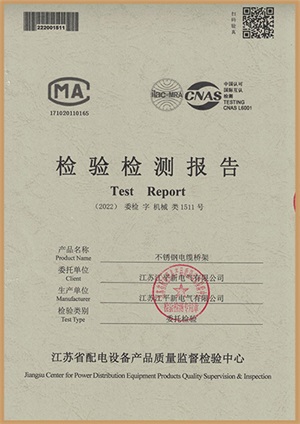 222001511
扫码验真
MA
171020110165
ilac-MRA
CNAS
中国认可
国际互认
检测
TESTING
CNAS L6001
检验检测报告
Test Report
(2022) 委检 字 机械 类 1511 号
产品名称
Product Name
不锈钢电缆桥架
委托单位
Client
江苏江平新电气有限公司
生产单位
Manufacturer
江苏江平新电气有限公司
检验类别
Test Type
委托检验
江苏省配电设备产品质量监督检验中心
Jiangsu Center for Power Distribution Equipment Products Quality Supervision & Inspection